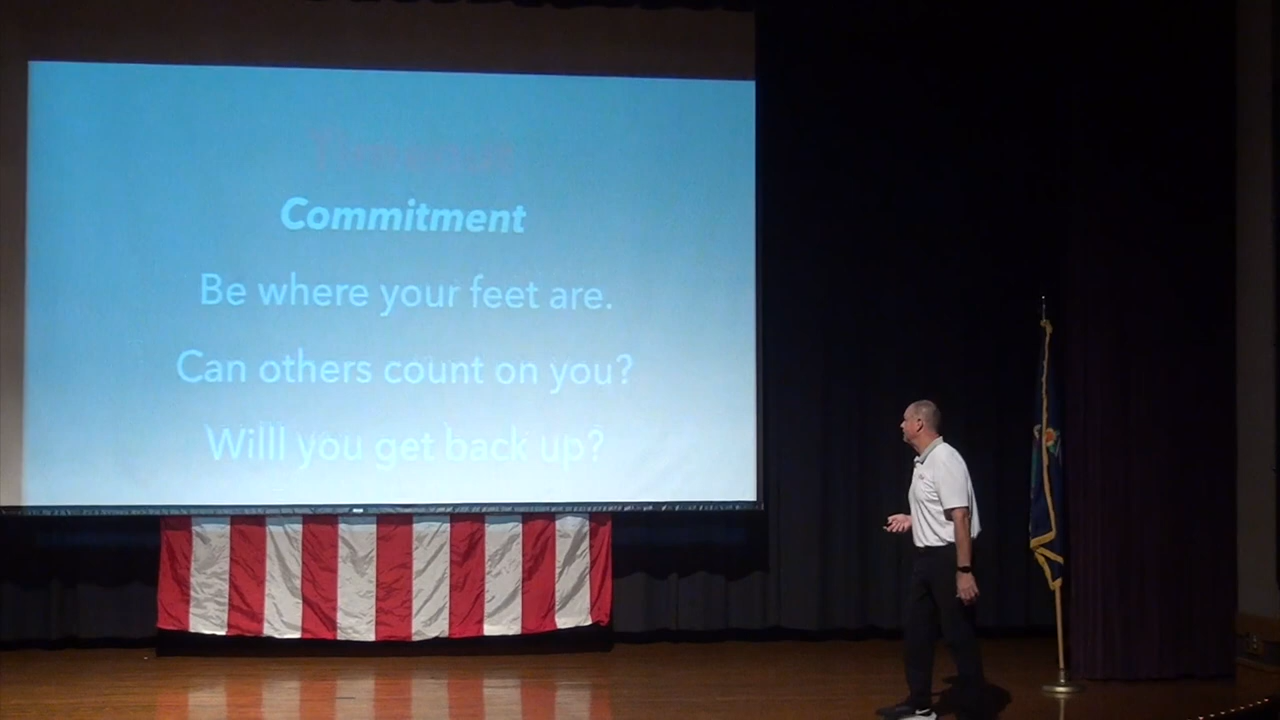 Commitment
Be where your feet are.
Can others count on you?
Willl you get back up?